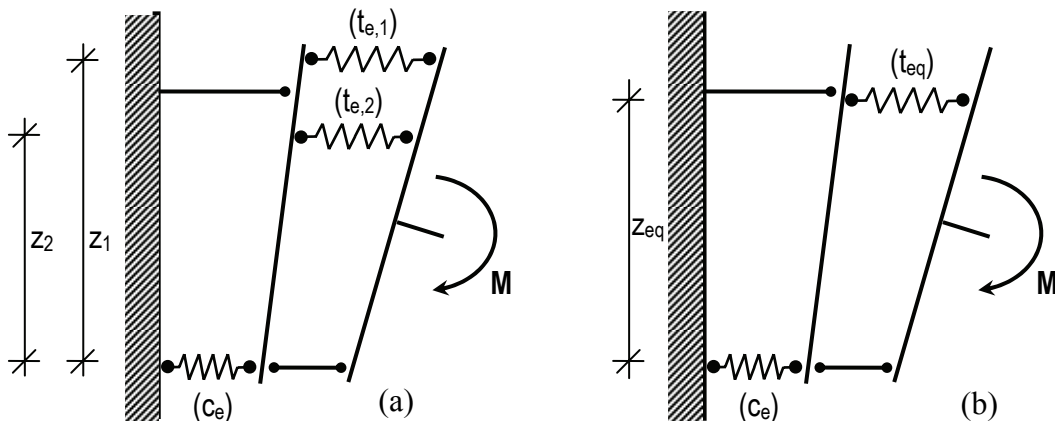 (te,1)
(te,2)
z2
z1
M
(ce)
(a)
(teq)
zeq
M
(ce)
(b)